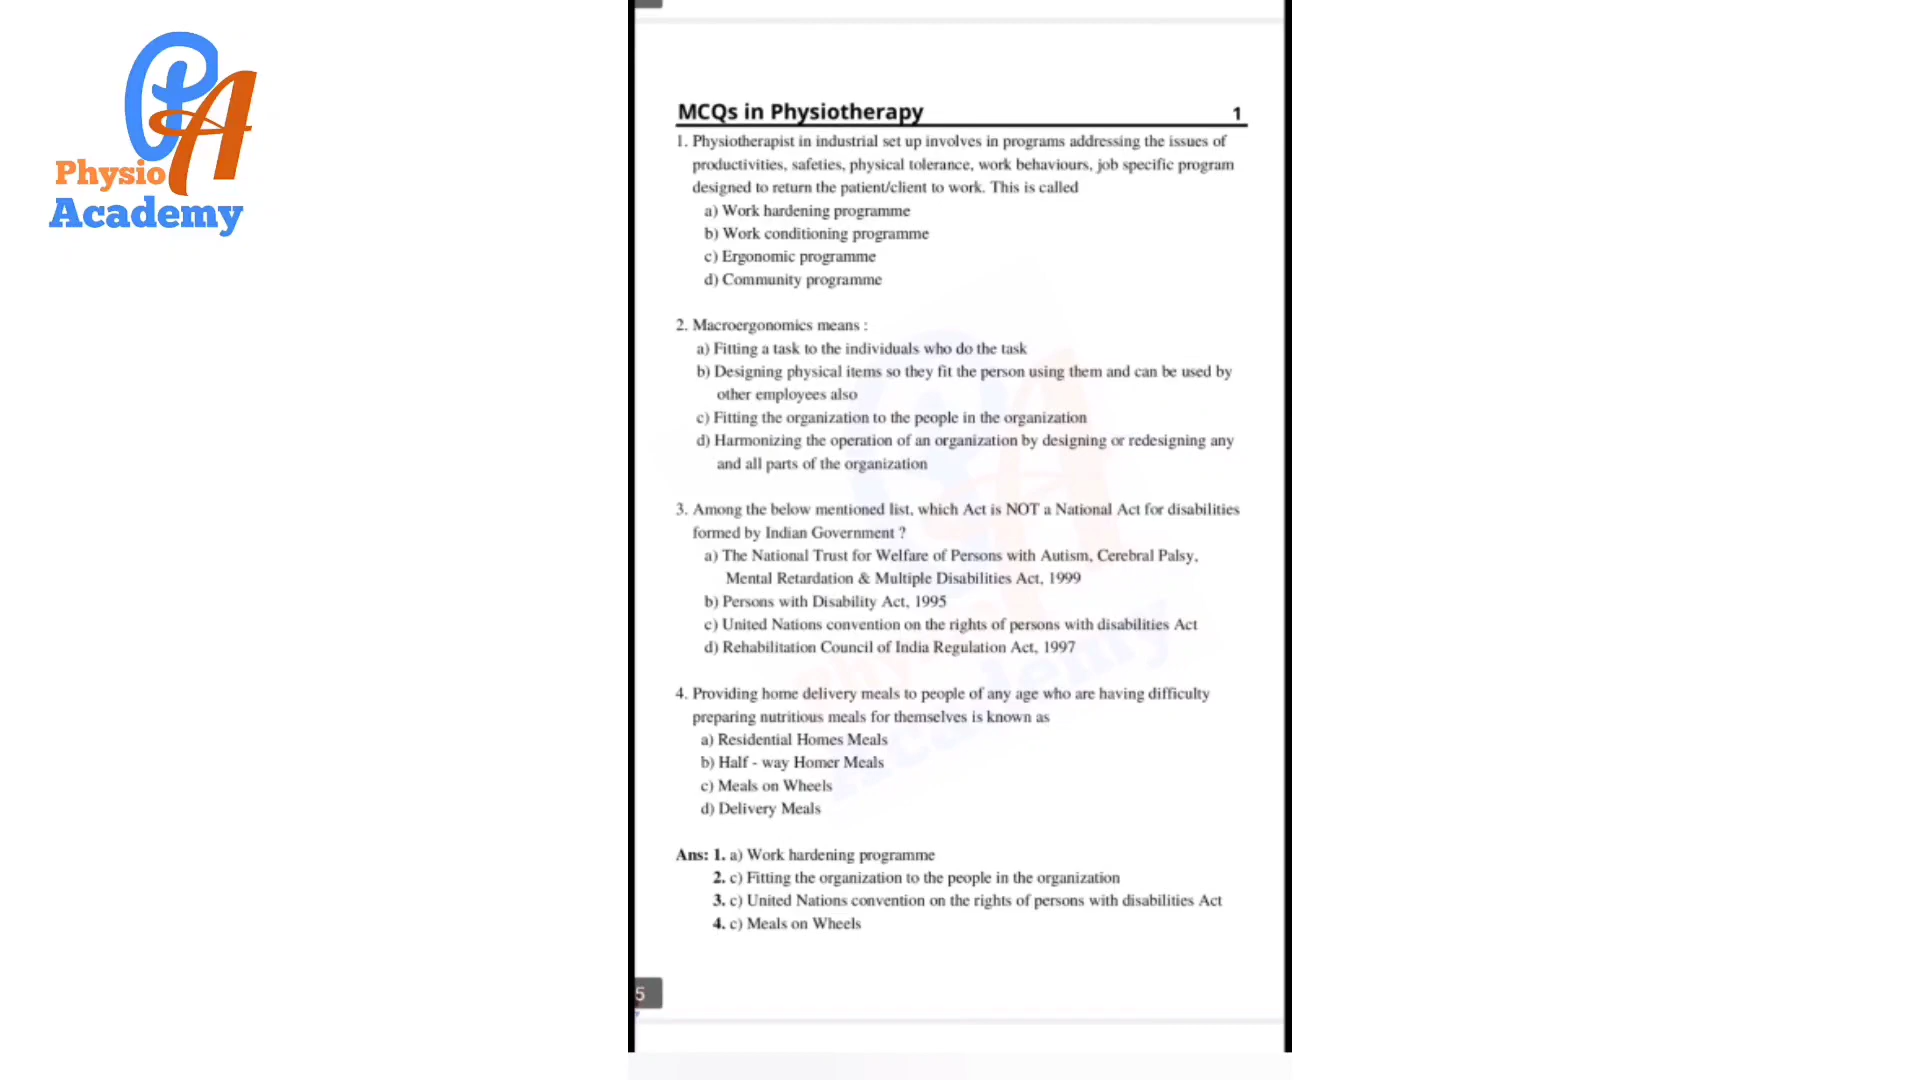 Physio
Academy
MCQs in Physiotherapy 1
1. Physiotherapist in industrial set up involves in programs addressing the issues of
productivities, safeties, physical tolerance, work behaviours, job specific program
designed to return the patient/client to work. This is called
a) Work hardening programme
b) Work conditioning programme
c) Ergonomic programme
d) Community programme
2. Macroergonomics means :
a) Fitting a task to the individuals who do the task
b) Designing physical items so they fit the person using them and can be used by
other employees also
c) Fitting the organization to the people in the organization
d) Harmonizing the operation of an organization by designing or redesigning any
and all parts of the organization
3. Among the below mentioned list, which Act is NOT a National Act for disabilities
formed by Indian Government ?
a) The National Trust for Welfare of Persons with Autism, Cerebral Palsy,
Mental Retardation & Multiple Disabilities Act, 1999
b) Persons with Disability Act, 1995
c) United Nations convention on the rights of persons with disabilities Act
d) Rehabilitation Council of India Regulation Act, 1997
4. Providing home delivery meals to people of any age who are having difficulty
preparing nutritious meals for themselves is known as
a) Residential Homes Meals
b) Half - way Homer Meals
c) Meals on Wheels
d) Delivery Meals
Ans: 1. a) Work hardening programme
2. c) Fitting the organization to the people in the organization
3. c) United Nations convention on the rights of persons with disabilities Act
4. c) Meals on Wheels
5